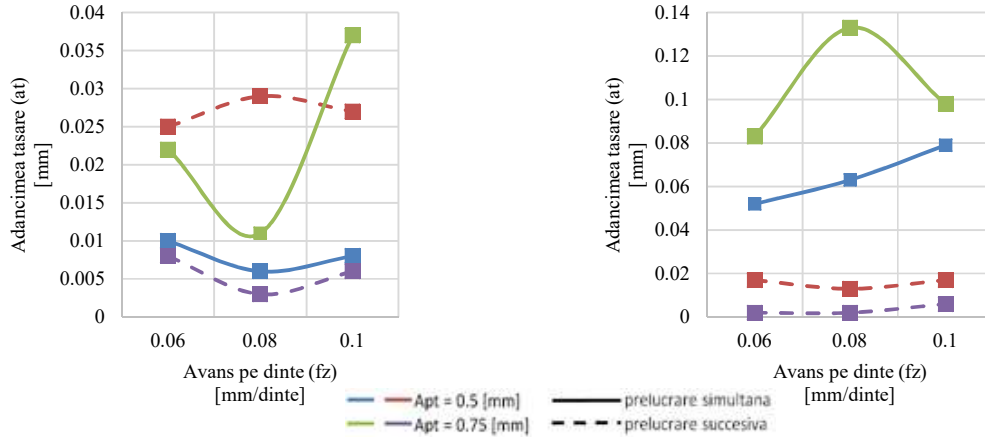 0.04
0.035
0.03
0.025
0.02
0.015
0.01
0.005
0
Adancimea tasare (at)
[mm]
0.06 0.08 0.1
Avans pe dinte (fz)
[mm/dinte]
0.14
0.12
0.1
0.08
0.06
0.04
0.02
0
Adancimea tasare (at)
[mm]
0.06 0.08 0.1
Avans pe dinte (fz)
[mm/dinte]
Apt = 0.5 [mm] prelucrare simultana
Apt = 0.75 [mm] prelucrare succesiva